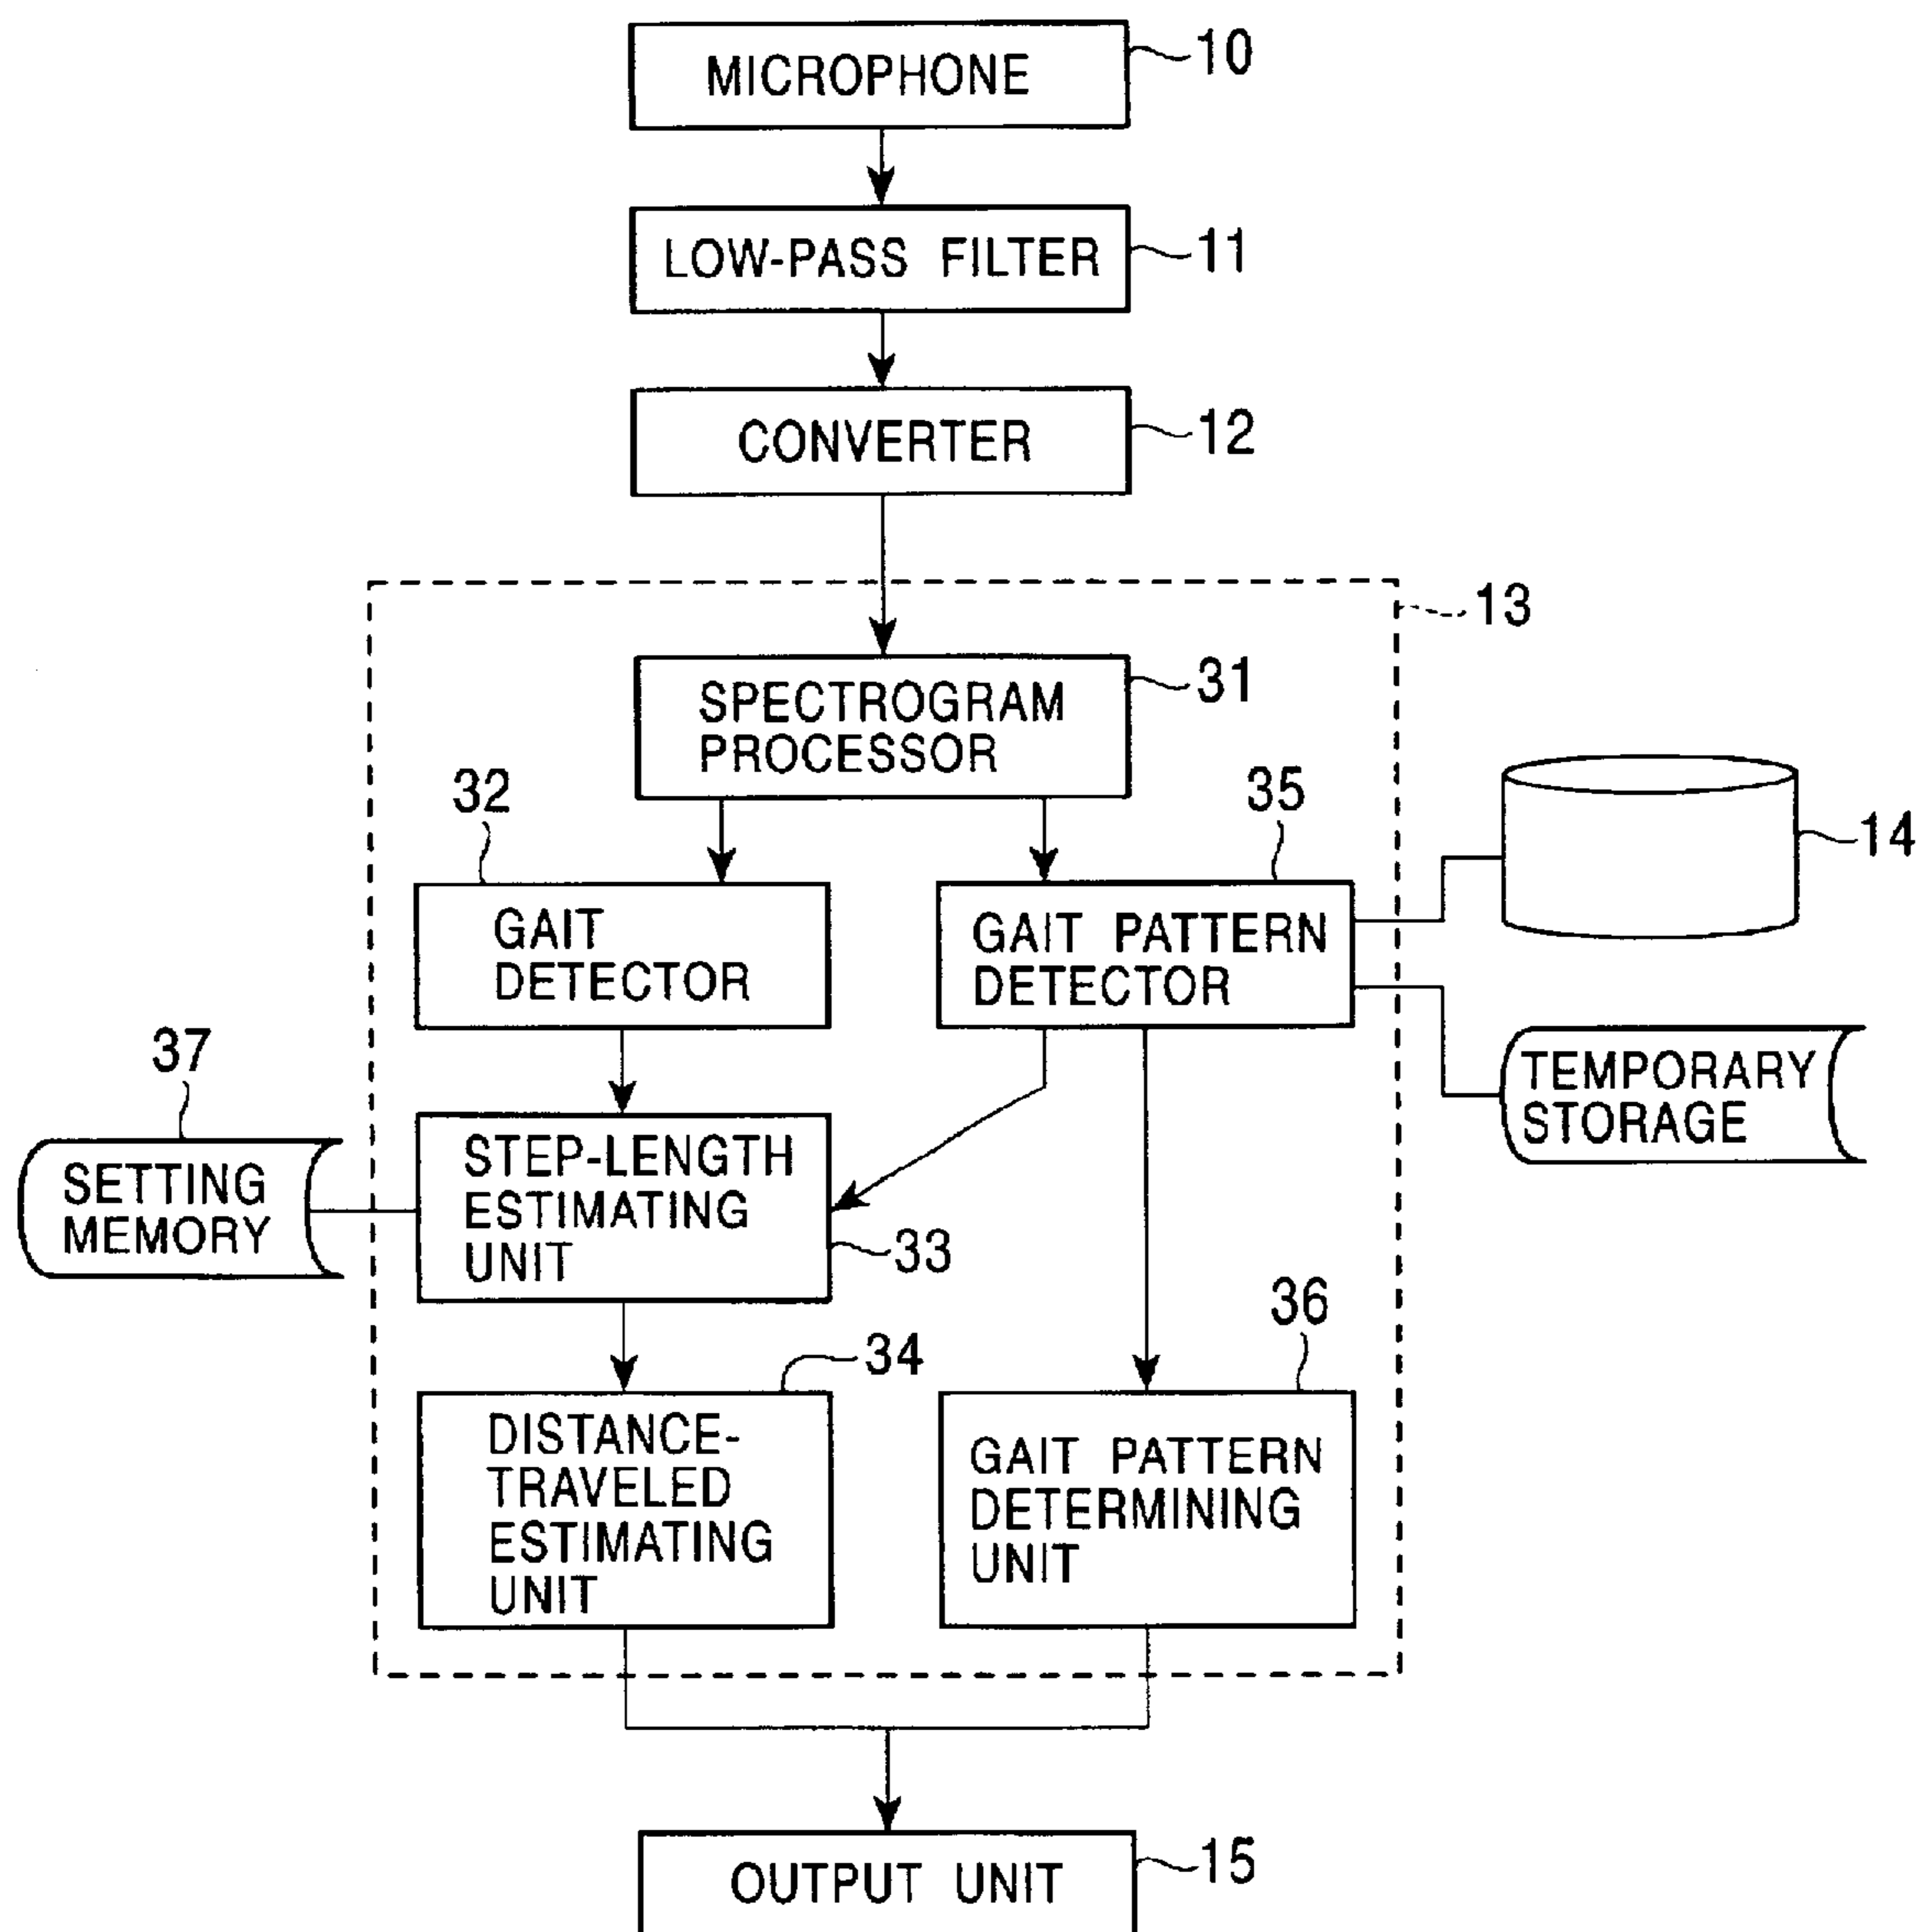 MICROPHONE
10
LOW-PASS FILTER
11
CONVERTER
12
13
SPECTROGRAM
PROCESSOR
31
32
35
14
GAIT
DETECTOR
GAIT PATTERN
DETECTOR
37
TEMPORARY
STORAGE
SETTING
MEMORY
STEP-LENGTH
ESTIMATING
UNIT
33
36
34
DISTANCE-
TRAVELED
ESTIMATING
UNIT
GAIT PATTERN
DETERMINING
UNIT
OUTPUT UNIT
15